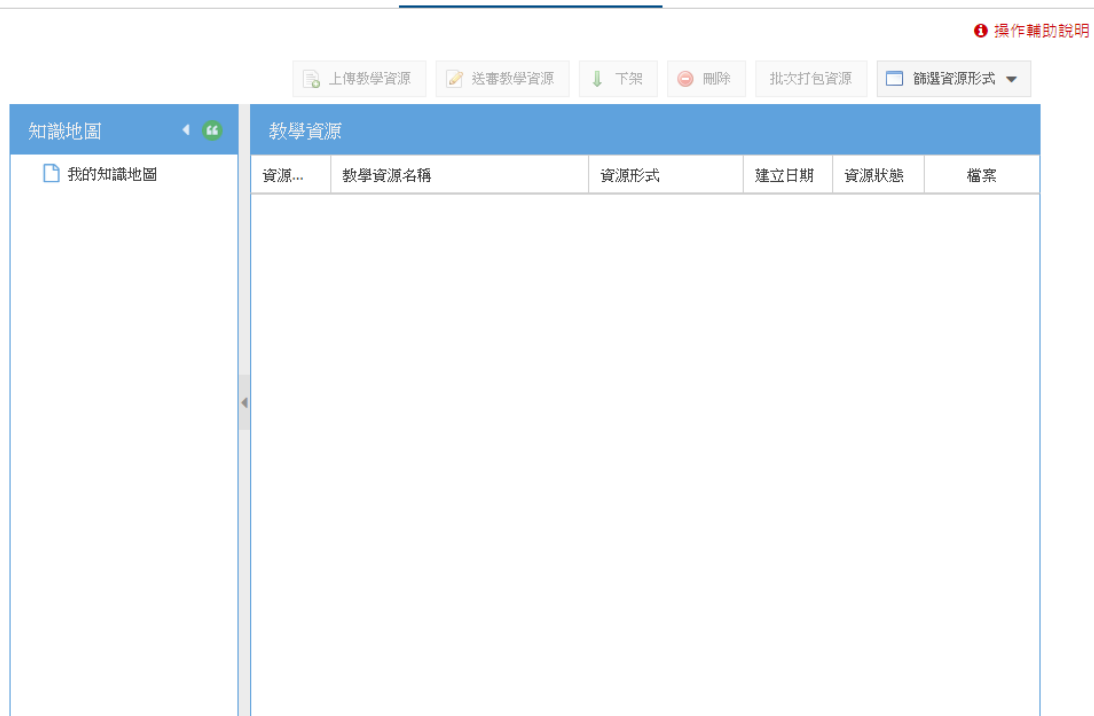 操作輔助說明
上傳教學資源 送審教學資源 下架 刪除 批次打包資源 篩選資源形式
知識地圖 教學資源
我的知識地圖 資源... 教學資源名稱 資源形式 建立日期 資源狀態 檔案